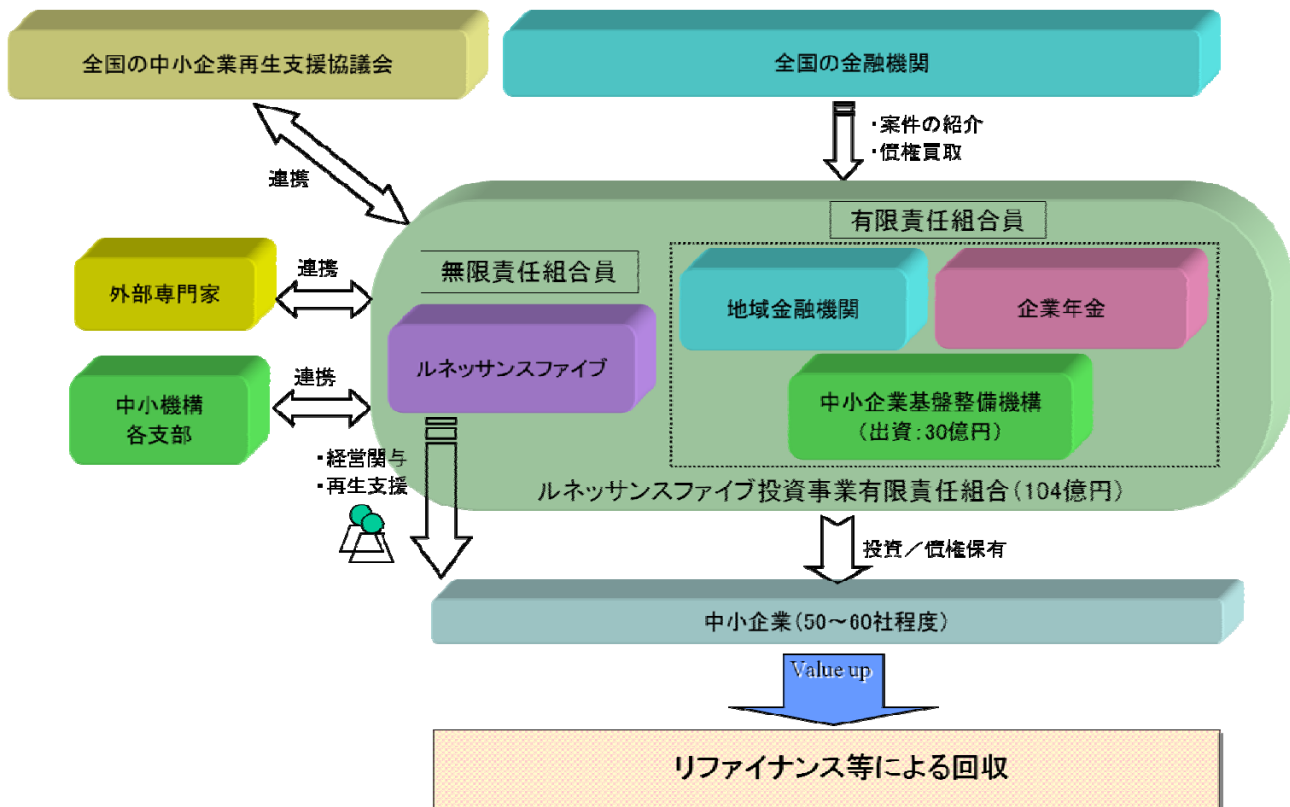 全国の中小企業再生支援協議会
全国の金融機関
・案件の紹介
・債権買取
連携
有限責任組合員
無限責任組合員
連携
外部専門家
地域金融機関
企業年金
ルネッサンスファイブ
連携
中小機構
各支部
中小企業基盤整備機構
(出資:30億円)
・経営関与
・再生支援
ルネッサンスファイブ投資事業有限責任組合(104億円)
投資/債権保有
中小企業(50~60社程度)
Value up
リファイナンス等による回収